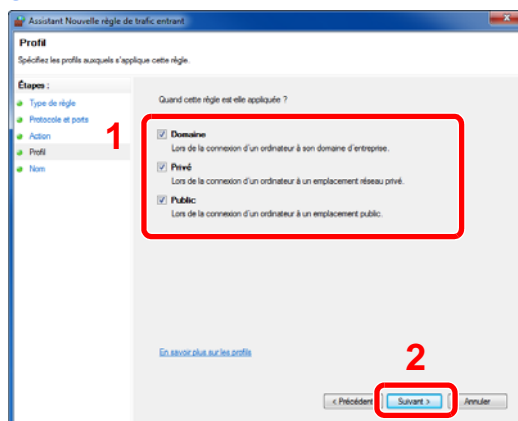 Assistant Nouvelle règle de trafic entrant
Profil
Spécifiez les profils auxquels s'applique cette règle.
Étapes :
Type de règle
Protocole et ports
Action
Profil
Nom
1
Quand cette règle est-elle appliquée ?
Domaine
Lors de la connexion d'un ordinateur à son domaine d'entreprise.
Privé
Lors de la connexion d'un ordinateur à un emplacement réseau privé.
Public
Lors de la connexion d'un ordinateur à un emplacement public.
En savoir plus sur les profils
2
< Précédent
Suivant >
Annuler